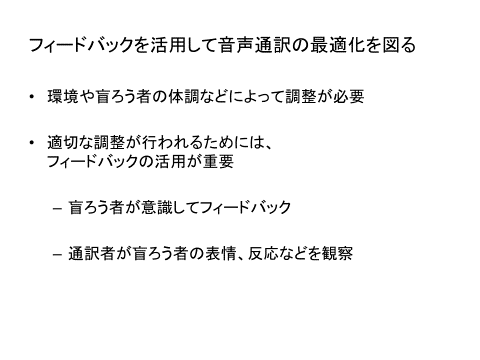 フィードバックを活用して音声通訳の最適化を図る
• 環境や盲ろう者の体調などによって調整が必要
• 適切な調整が行われるためには、
フィードバックの活用が重要
– 盲ろう者が意識してフィードバック
– 通訳者が盲ろう者の表情、反応などを観察